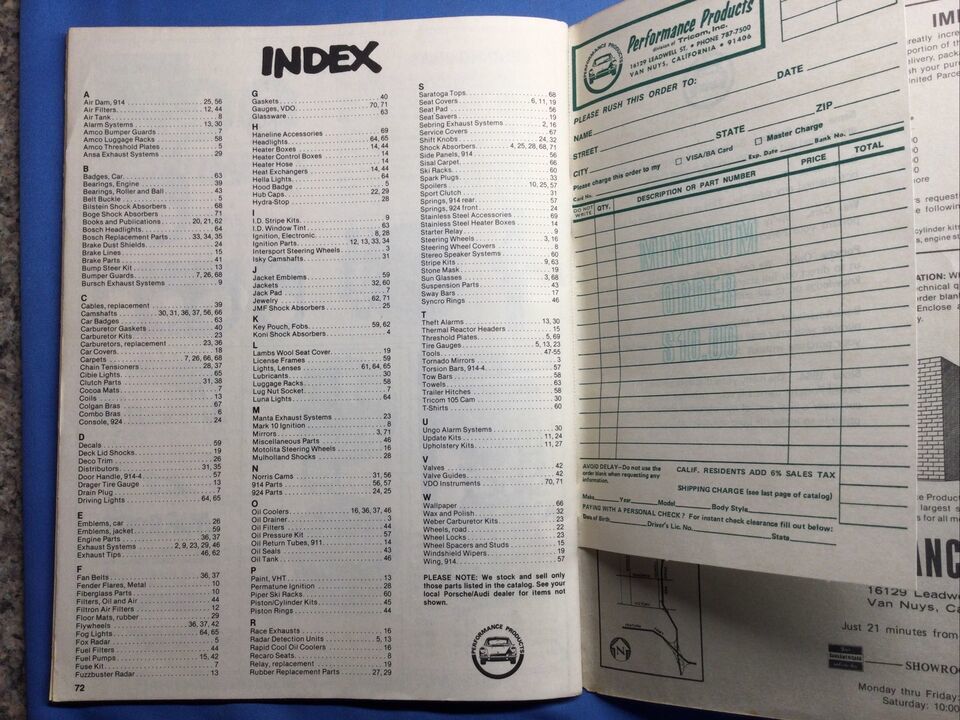 INDEX
A
Air Dam, 914 25, 56
Air Filters 12, 44
Air Tank 8
Alarm Systems 13, 30
Amco Bumper Guards 7
Amco Luggage Racks 58
Amco Threshold Plates 5
Ansa Exhaust Systems 29
B
Badges, Car 63
Bearings, Engine 39
Bearings, Roller and Ball 43
Belt Buckle 5
Bilstein Shock Absorbers 68
Boge Shock Absorbers 71
Books and Publications 20, 21, 62
Bosch Headlights 64
Bosch Replacement Parts 33, 34, 35
Brake Dust Shields 24
Brake Lines 15
Brake Parts 41
Bump Steer Kit 13
Bumper Guards 7, 26, 68
Bursch Exhaust Systems 9
C
Cables, replacement 39
Camshafts 30, 31, 36, 37, 56, 66
Car Badges 63
Carburetor Gaskets 40
Carburetor Kits 23
Carburetors, replacement 23, 36
Car Covers 18
Carpets 7, 26, 66, 68
Chain Tensioners 28, 37
Cibie Lights 65
Clutch Parts 31, 38
Cocoa Mats 7
Coils 13
Colgan Bras 67
Combo Bras 6
Console, 924 24
D
Decals 59
Deck Lid Shocks 19
Deco Trim 26
Distributors 31, 35
Door Handle, 914-4 57
Drager Tire Gauge 13
Drain Plug 7
Driving Lights 64, 65
E
Emblems, car 26
Emblems, jacket 59
Engine Parts 36, 37
Exhaust Systems 2, 9, 23, 29, 46
Exhaust Tips 46, 62
F
Fan Belts 36, 37
Fender Flares, Metal 10
Fiberglass Parts 10
Filters, Oil and Air 44
Filtron Air Filters 12
Floor Mats, rubber 29
Flywheels 36, 37, 42
Fog Lights 64, 65
Fox Radar 5
Fuel Filters 44
Fuel Pumps 15, 42
Fuse Kit 7
Fuzzbuster Radar 13
72
G
Gaskets 40
Gauges, VDO 70, 71
Glassware 63
H
Haneline Accessories 69
Headlights 64, 65
Heater Boxes 14, 44
Heater Control Boxes 14
Heater Hose 14
Heat Exchangers 14, 44
Hella Lights 64
Hood Badge 5
Hub Caps 22, 29
Hydra-Stop 28
I
I.D. Stripe Kits 9
I.D. Window Tint 63
Ignition, Electronic 8, 28
Ignition Parts 12, 13, 33, 34
Intersport Steering Wheels 3
Isky Camshafts 31
J
Jacket Emblems 59
Jackets 32, 60
Jack Pad 7
Jewelry 62, 71
JMF Shock Absorbers 25
K
Key Pouch, Fobs 59, 62
Koni Shock Absorbers 4
L
Lambs Wool Seat Cover 19
License Frames 59
Lights, Lenses 61, 64, 65
Lubricants 30
Luggage Racks 58
Lug Nut Socket 7
Luna Lights 64
M
Manta Exhaust Systems 23
Mark 10 Ignition 8
Mirrors 3, 71
Miscellaneous Parts 46
Motolita Steering Wheels 16
Mulholland Shocks 28
N
Norris Cams 31, 56
914 Parts 56, 57
924 Parts 24, 25
O
Oil Coolers 16, 36, 37, 46
Oil Drainer 3
Oil Filters 44
Oil Pressure Kit 57
Oil Return Tubes, 911 14
Oil Seals 43
Oil Tank 46
P
Paint, VHT 13
Permatune Ignition 28
Piper Ski Racks 60
Piston/Cylinder Kits 45
Piston Rings 44
R
Race Exhausts 16
Radar Detection Units 5, 13
Rapid Cool Oil Coolers 16
Recaro Seats 8
Relay, replacement 19
Rubber Replacement Parts 27, 29
S
Saratoga Tops 68
Seat Covers 6, 11, 19
Seat Pad 56
Seat Savers 19
Sebring Exhaust Systems 2, 16
Service Covers 67
Shift Knobs 24, 32
Shock Absorbers 4, 25, 28, 68, 71
Side Panels, 914 56
Sisal Carpet 66
Ski Racks 60
Spark Plugs 33
Spoilers 10, 25, 57
Sport Clutch 31
Springs, 914 rear 57
Springs, 924 front 24
Stainless Steel Accessories 69
Stainless Steel Heater Boxes 14
Starter Relay 9
Steering Wheels 3, 16
Steering Wheel Covers 8
Stereo Speaker Systems 60
Stripe Kits 9, 63
Stone Mask 19
Sun Glasses 3, 68
Suspension Parts 43
Sway Bars 17
Syncro Rings 46
T
Theft Alarms 13, 30
Thermal Reactor Headers 15
Threshold Plates 5, 69
Tire Gauges 5, 13, 23
Tools 47-55
Tornado Mirrors 3
Torsion Bars, 914-4 57
Tow Bars 58
Towels 63
Trailer Hitches 58
Tricom 105 Cam 30
T-Shirts 60
U
Ungo Alarm Systems 30
Update Kits 11, 24
Upholstery Kits 11, 27
V
Valves 42
Valve Guides 42
VDO Instruments 70, 71
W
Wallpaper 66
Wax and Polish 32
Weber Carburetor Kits 23
Wheels, road 22
Wheel Locks 23
Wheel Spacers and Studs 15
Windshield Wipers 19
Wing, 914 57
PLEASE NOTE: We stock and sell only
those parts listed in the catalog. See your
local Porsche/Audi dealer for items not
shown.
PERFORMANCE PRODUCTS
PERFORMANCE PRODUCTS
Performance Products
division of Tricom, Inc.
16129 LEADWELL ST. • PHONE 787-7500
VAN NUYS, CALIFORNIA • 91406
PLEASE RUSH THIS ORDER TO:
DATE
NAME
STREET
STATE ZIP
CITY
Please charge this order to my VISA/BA Card Master Charge
Card No. Exp. Date Bank No.
DO NOT WRITE QTY. DESCRIPTION OR PART NUMBER PRICE TOTAL
AVOID DELAY—Do not use the
order blank when requesting any
information.
CALIF. RESIDENTS ADD 6% SALES TAX
SHIPPING CHARGE (see last page of catalog)
Make Year Model Body Style
PAYING WITH A PERSONAL CHECK? For instant check clearance fill out below:
Date of Birth Driver's Lic. No. State
N
16129 Leadw
Van Nuys, Ca
Just 21 minutes from
SHOWRO
Monday thru Friday:
Saturday: 10:00